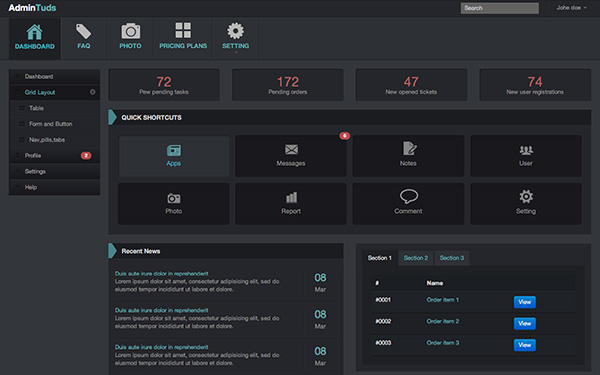 AdminTuds
Search
John doe
DASHBOARD
FAQ
PHOTO
PRICING PLANS
SETTING
Dashboard
Grid Layout
Table
Form and Button
Nav,pills,tabs
Profile
2
Settings
Help
72
Pew pending tasks
172
Pending orders
47
New opened tickets
74
New user registrations
QUICK SHORTCUTS
Apps
6
Messages
Notes
User
Photo
Report
Comment
Setting
Recent News
Duis aute irure dolor in reprehenderit
Lorem ipsum dolor sit amet, consectetur adipisicing elit, sed do
eiusmod tempor incididunt ut labore et dolore.
08
Mar
Duis aute irure dolor in reprehenderit
Lorem ipsum dolor sit amet, consectetur adipisicing elit, sed do
eiusmod tempor incididunt ut labore et dolore.
08
Mar
Duis aute irure dolor in reprehenderit
Lorem ipsum dolor sit amet, consectetur adipisicing elit, sed do
eiusmod tempor incididunt ut labore et dolore.
08
Mar
Section 1
Section 2
Section 3
# Name
#0001 Order item 1 View
#0002 Order item 2 View
#0003 Order item 3 View